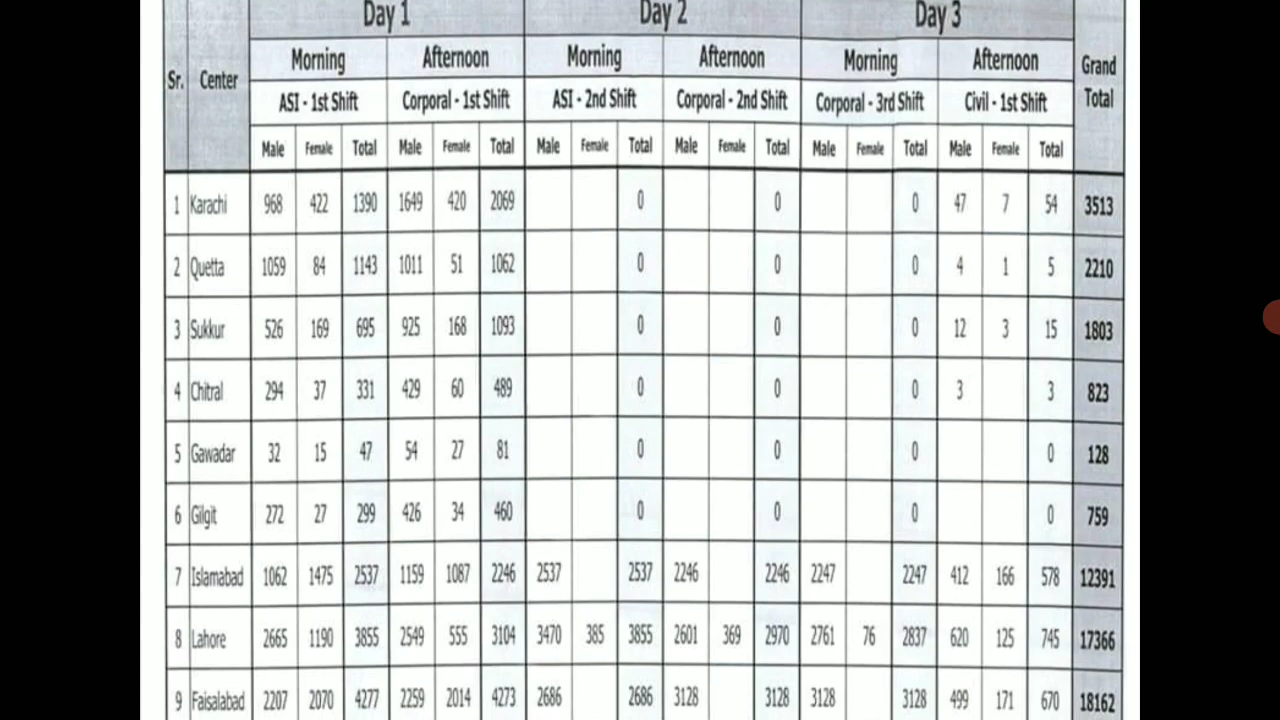 Day 1 Day 2 Day 3
Sr. Center Morning Afternoon Morning Afternoon Morning Afternoon Grand Total
ASI - 1st Shift Corporal - 1st Shift ASI - 2nd Shift Corporal - 2nd Shift Corporal - 3rd Shift Civil - 1st Shift
Male Female Total Male Female Total Male Female Total Male Female Total Male Female Total Male Female Total
1 Karachi 968 422 1390 1649 420 2069 0 0 0 47 7 54 3513
2 Quetta 1059 84 1143 1011 51 1062 0 0 0 4 1 5 2210
3 Sukkur 526 169 695 925 168 1093 0 0 0 12 3 15 1803
4 Chitral 294 37 331 429 60 489 0 0 0 3 3 823
5 Gawadar 32 15 47 54 27 81 0 0 0 0 128
6 Gilgit 272 27 299 426 34 460 0 0 0 0 759
7 Islamabad 1062 1475 2537 1159 1087 2246 2537 2537 2246 2246 2247 2247 412 166 578 12391
8 Lahore 2665 1190 3855 2549 555 3104 3470 385 3855 2601 369 2970 2761 76 2837 620 125 745 17366
9 Faisalabad 2207 2070 4277 2259 2014 4273 2686 2686 3128 3128 3128 3128 499 171 670 18162